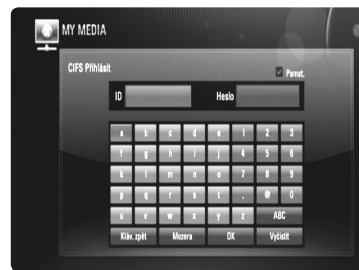 MY MEDIA
CIFS Přihlásit
Pamat.
ID Heslo
a b c d e 1 2 3
f g h i j 4 5 6
k l m n o 7 8 9
p q r s t . @ 0
u v w x y z ABC
Kláv. zpět Mezera OK Vyčistit